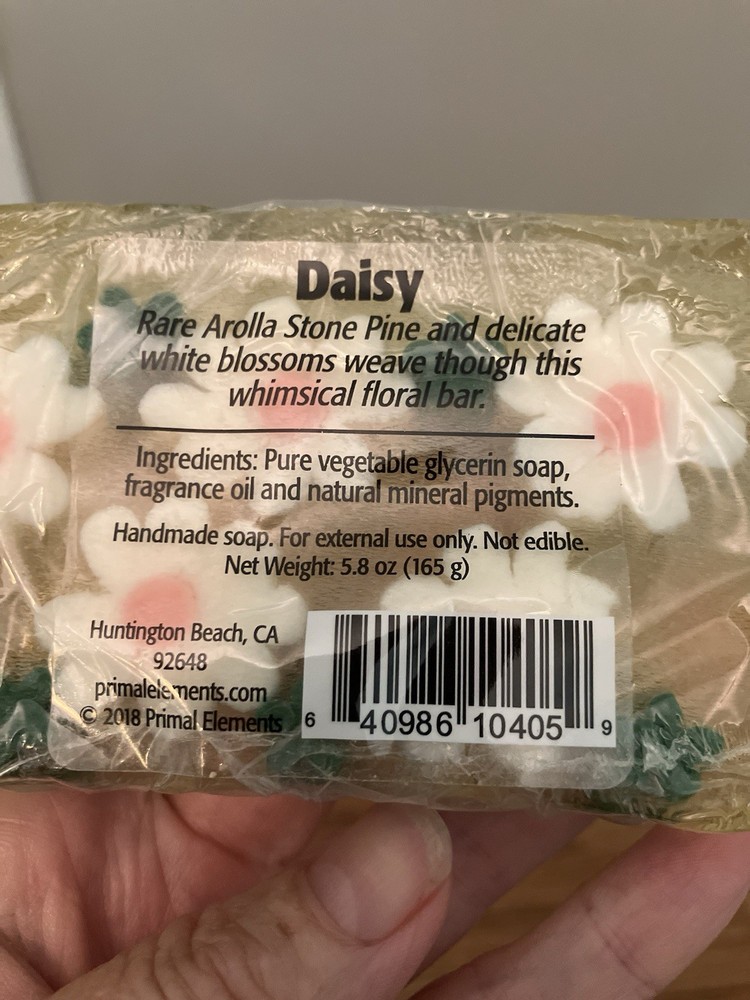 Daisy
Rare Arolla Stone Pine and delicate
white blossoms weave though this
whimsical floral bar.
Ingredients: Pure vegetable glycerin soap,
fragrance oil and natural mineral pigments.
Handmade soap. For external use only. Not edible.
Net Weight: 5.8 oz (165 g)
Huntington Beach, CA
92648
primalelements.com
© 2018 Primal Elements
6 40986 10405 9